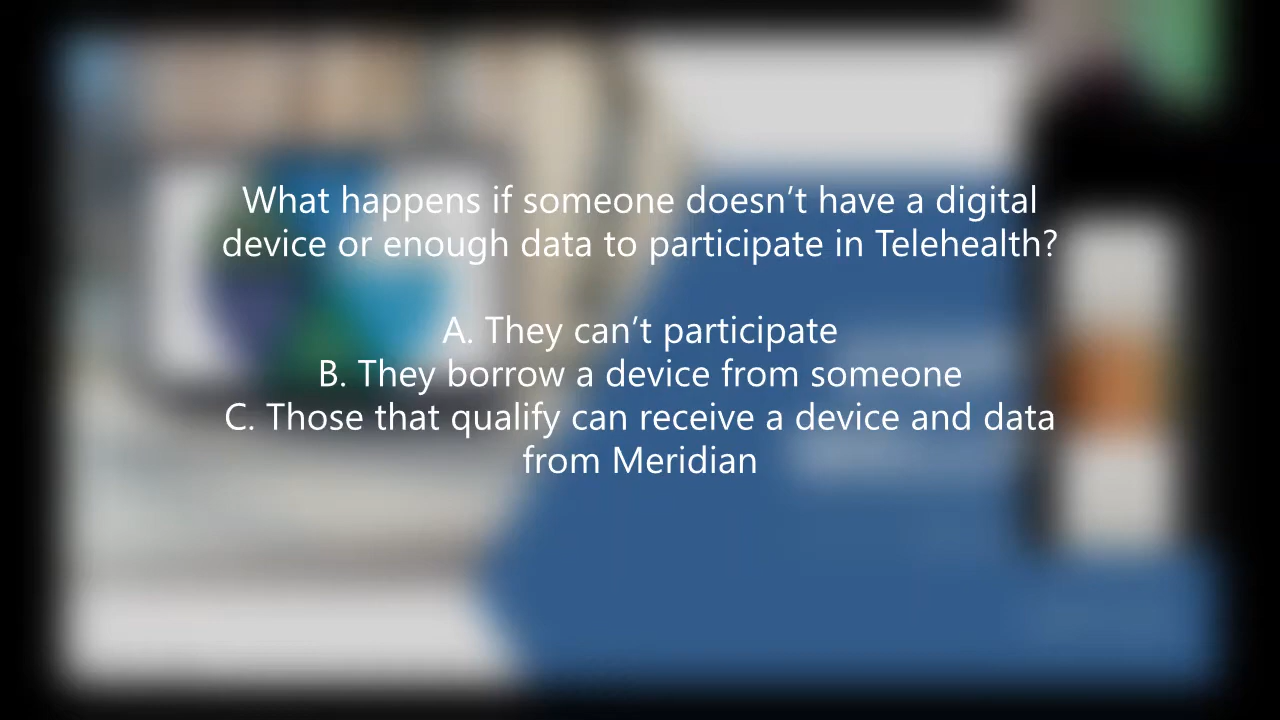 What happens if someone doesn’t have a digital
device or enough data to participate in Telehealth?
A. They can’t participate
B. They borrow a device from someone
C. Those that qualify can receive a device and data
from Meridian